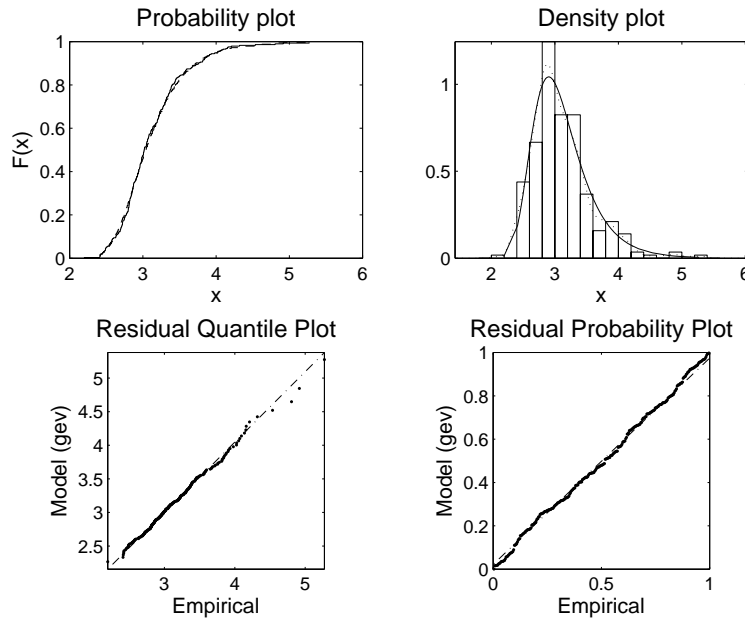 Probability plot
1
0.8
0.6
0.4
0.2
0
F(x)
2 3 4 5 6
x
Density plot
1
0.5
0
2 3 4 5 6
x
Residual Quantile Plot
5
4.5
4
3.5
3
2.5
Model (gev)
3 4 5
Empirical
Residual Probability Plot
1
0.8
0.6
0.4
0.2
0
Model (gev)
0 0.5 1
Empirical